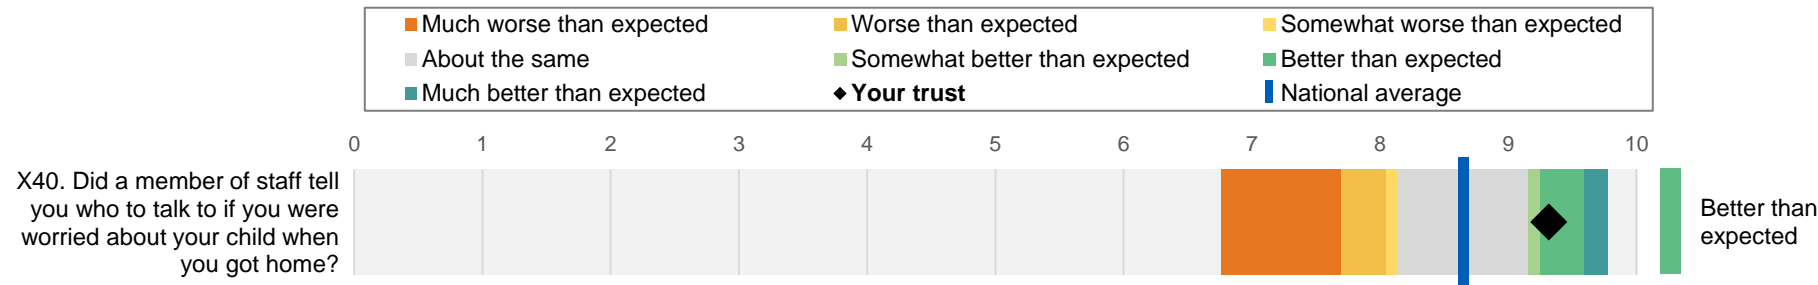 Much worse than expected
Worse than expected
Somewhat worse than expected
About the same
Somewhat better than expected
Better than expected
Much better than expected
Your trust
National average
0 1 2 3 4 5 6 7 8 9 10
X40. Did a member of staff tell
you who to talk to if you were
worried about your child when
you got home?
Better than
expected